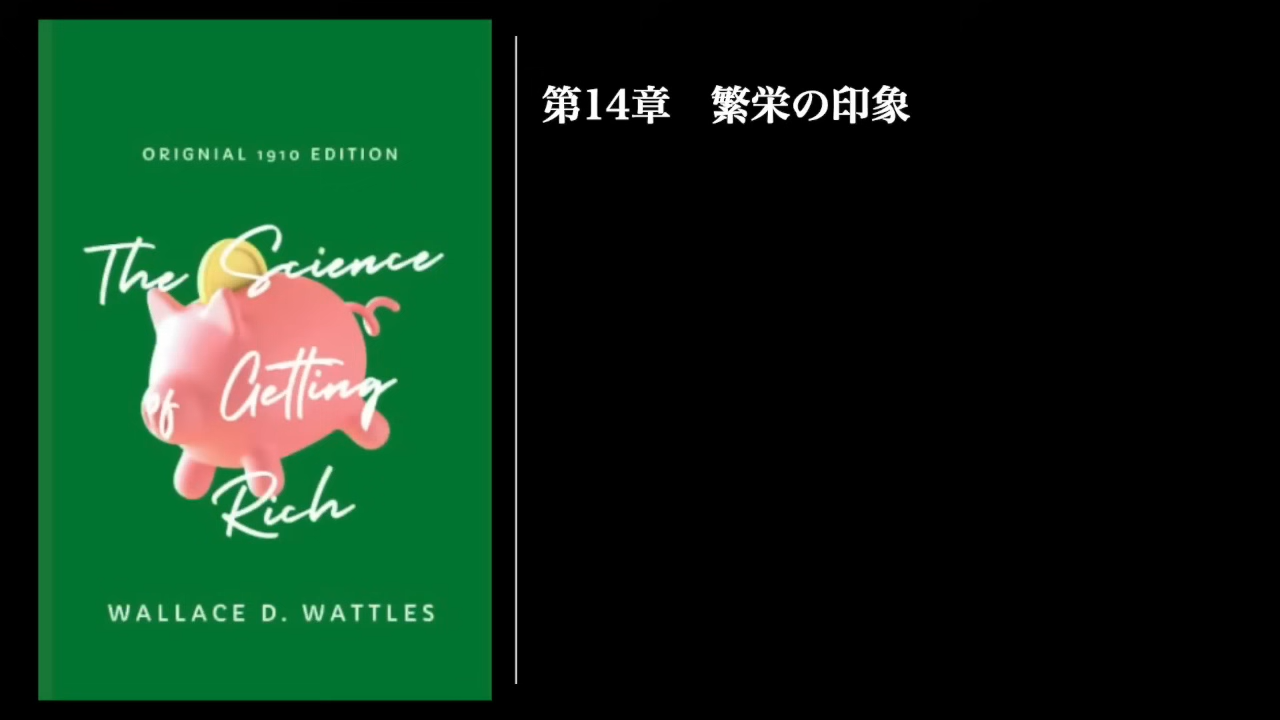 ORIGNIAL 1910 EDITION
The Science
of Getting
Rich
WALLACE D. WATTLES
第14章　繁栄の印象